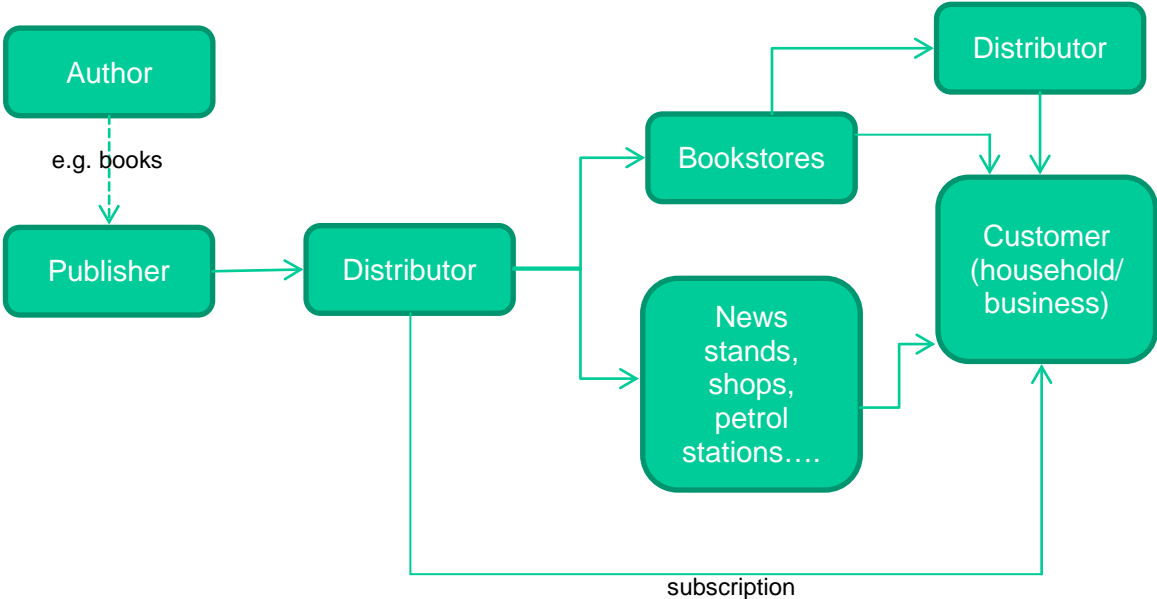 Author
e.g. books
Publisher
Distributor
Bookstores
Distributor
News
stands,
shops,
petrol
stations….
Customer
(household/
business)
subscription